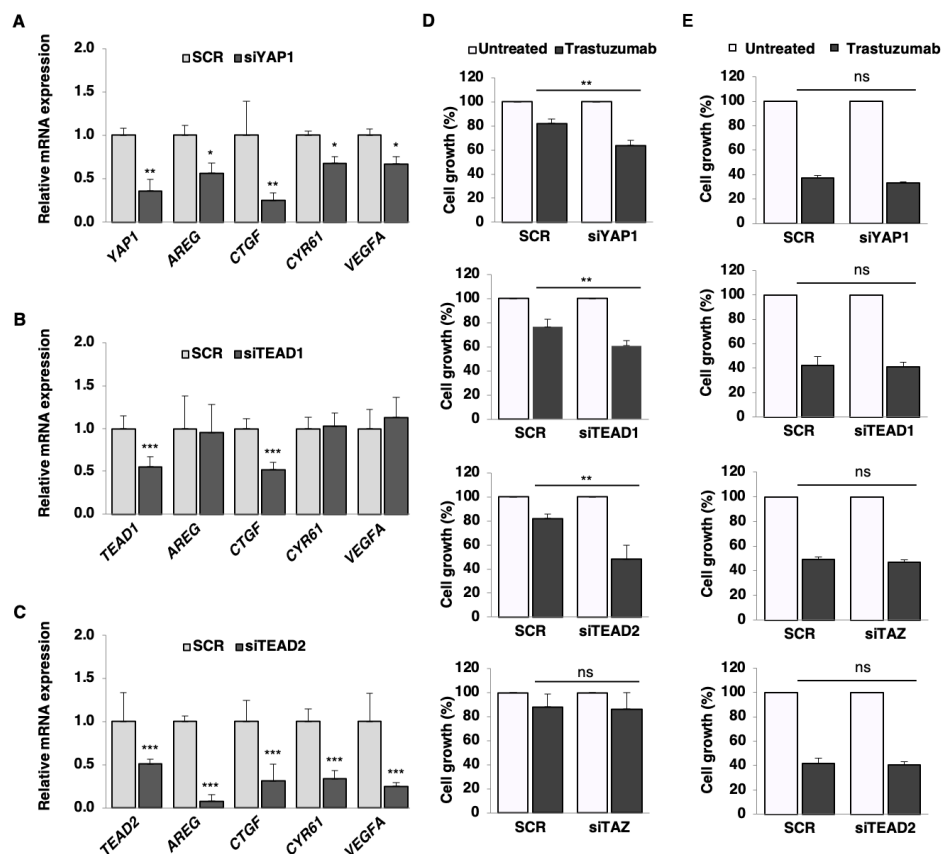 A
SCR siYAP1
Relative mRNA expression
2.0
1.5
1.0
0.5
0.0
** * ** * *
YAP1 AREG CTGF CYR61 VEGFA
B
SCR siTEAD1
Relative mRNA expression
2.0
1.5
1.0
0.5
0.0
*** ***
TEAD1 AREG CTGF CYR61 VEGFA
C
SCR siTEAD2
Relative mRNA expression
2.0
1.5
1.0
0.5
0.0
*** *** *** *** ***
TEAD2 AREG CTGF CYR61 VEGFA
D
Untreated Trastuzumab
Cell growth (%)
120
100
80
60
40
20
0
**
SCR siYAP1
Cell growth (%)
120
100
80
60
40
20
0
**
SCR siTEAD1
Cell growth (%)
120
100
80
60
40
20
0
**
SCR siTEAD2
Cell growth (%)
120
100
80
60
40
20
0
ns
SCR siTAZ
E
Untreated Trastuzumab
Cell growth (%)
120
100
80
60
40
20
0
ns
SCR siYAP1
Cell growth (%)
120
100
80
60
40
20
0
ns
SCR siTEAD1
Cell growth (%)
120
100
80
60
40
20
0
ns
SCR siTAZ
Cell growth (%)
120
100
80
60
40
20
0
ns
SCR siTEAD2